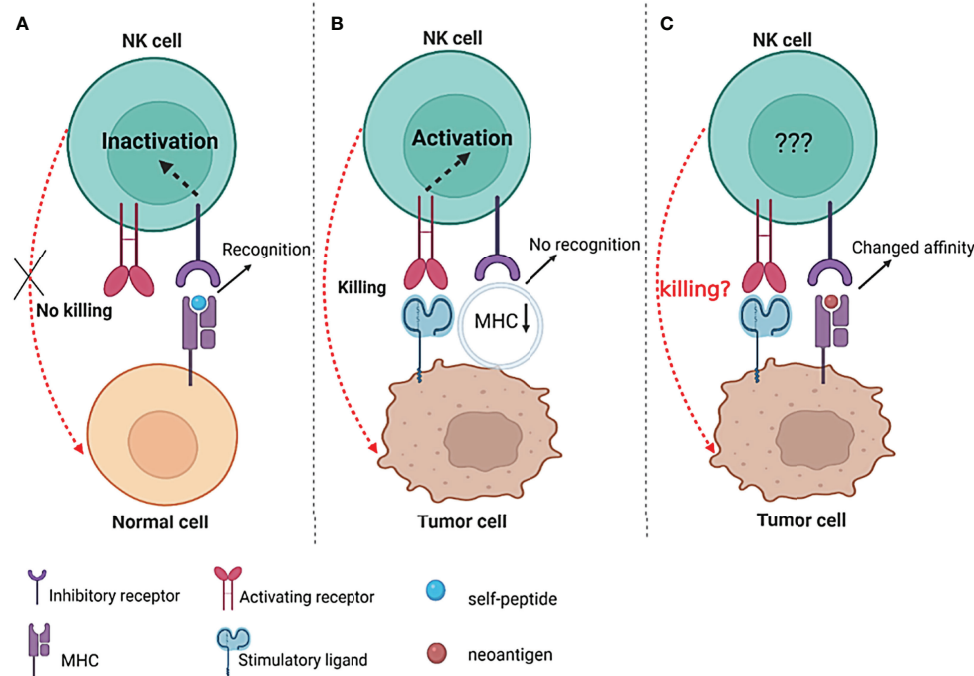 A
NK cell
Inactivation
Recognition
No killing
Normal cell
B
NK cell
Activation
No recognition
Killing
MHC
Tumor cell
C
NK cell
???
Changed affinity
killing?
Tumor cell
Inhibitory receptor
Activating receptor
self-peptide
MHC
Stimulatory ligand
neoantigen